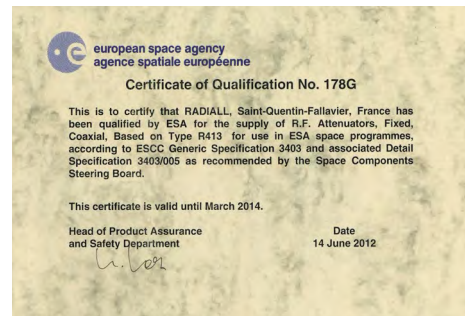 european space agency
agence spatiale européenne
Certificate of Qualification No. 178G
This is to certify that RADIALL, Saint-Quentin-Fallavier, France has
been qualified by ESA for the supply of R.F. Attenuators, Fixed,
Coaxial, Based on Type R413 for use in ESA space programmes,
according to ESCC Generic Specification 3403 and associated Detail
Specification 3403/005 as recommended by the Space Components
Steering Board.
This certificate is valid until March 2014.
Head of Product Assurance
and Safety Department
Date
14 June 2012